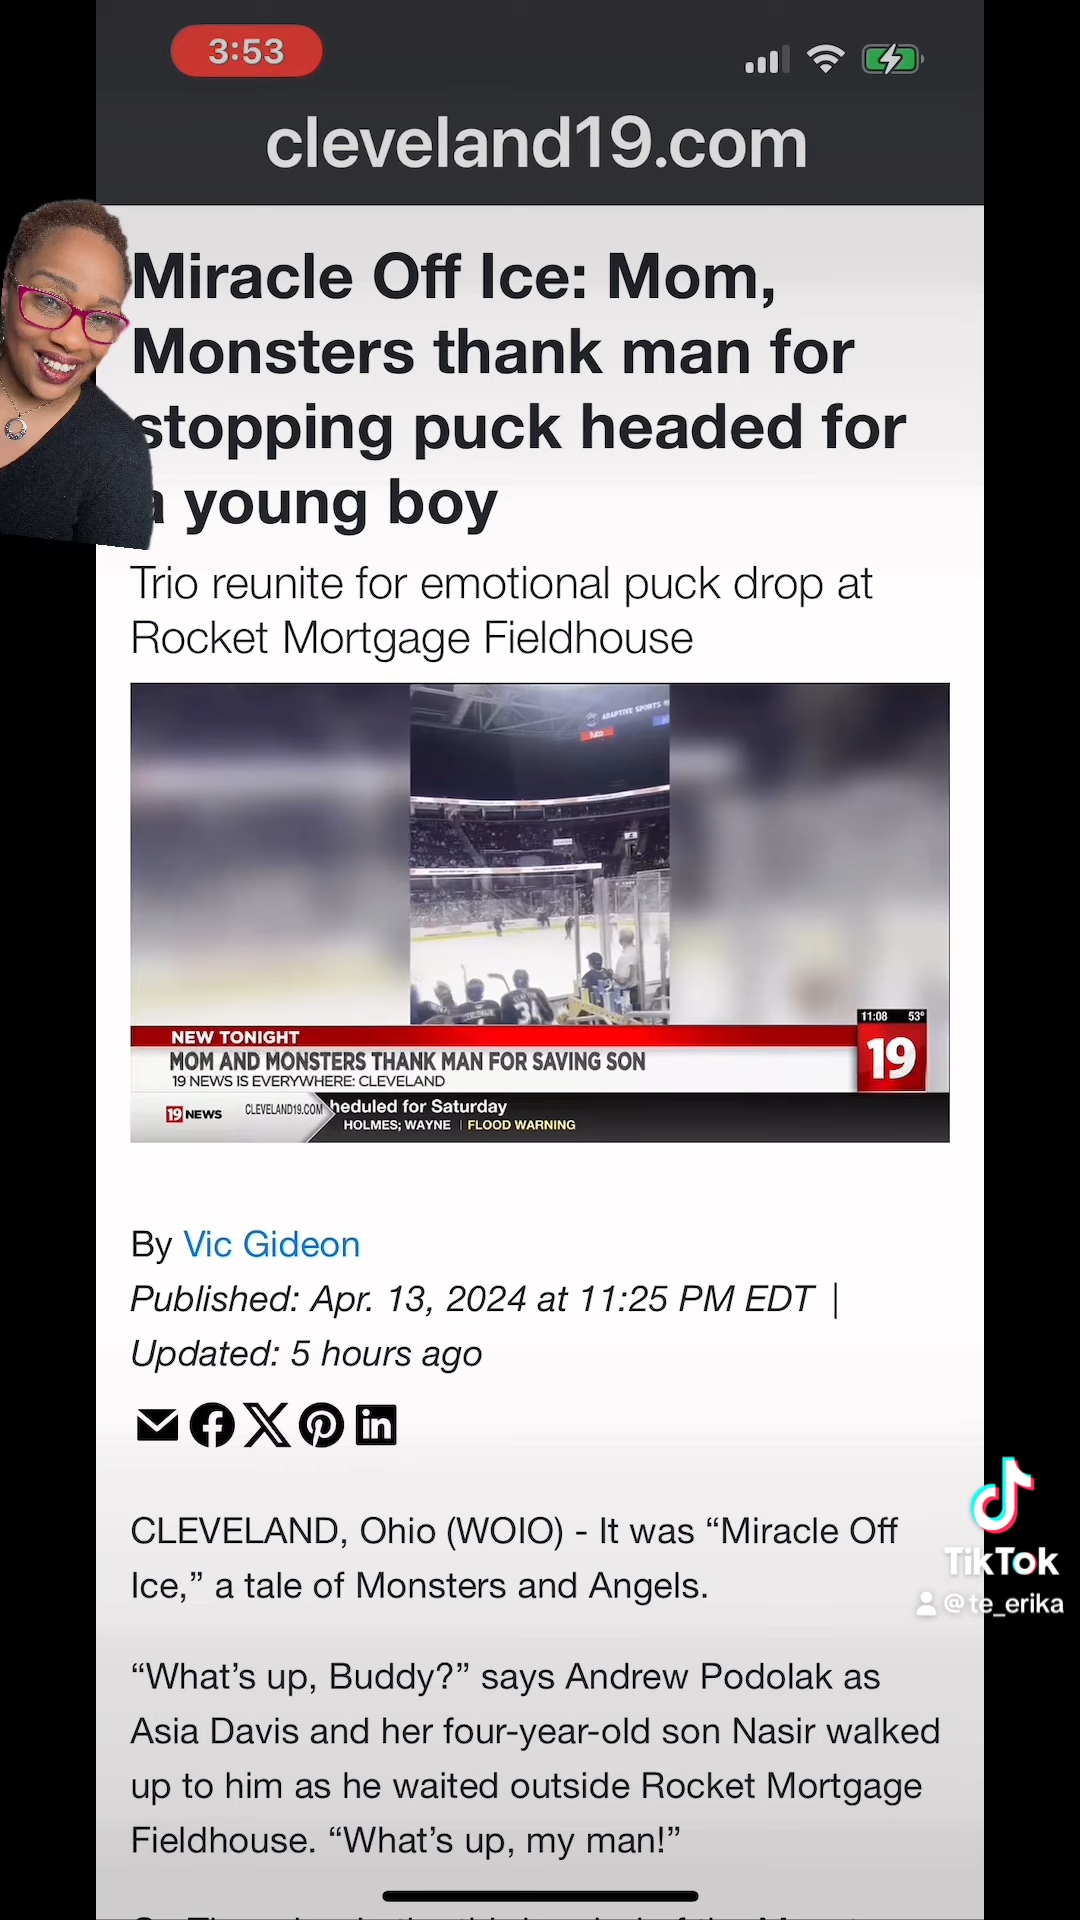 3:53
cleveland19.com
Miracle Off Ice: Mom,
Monsters thank man for
stopping puck headed for
a young boy
Trio reunite for emotional puck drop at
Rocket Mortgage Fieldhouse
ADAPTIVE SPORTS
fubo
34
NEW TONIGHT
11:08 53°
MOM AND MONSTERS THANK MAN FOR SAVING SON
19
19 NEWS IS EVERYWHERE: CLEVELAND
19 NEWS CLEVELAND19.COM heduled for Saturday
HOLMES; WAYNE | FLOOD WARNING
By Vic Gideon
Published: Apr. 13, 2024 at 11:25 PM EDT |
Updated: 5 hours ago
CLEVELAND, Ohio (WOIO) - It was “Miracle Off
Ice,” a tale of Monsters and Angels.
TikTok
@te_erika
“What’s up, Buddy?” says Andrew Podolak as
Asia Davis and her four-year-old son Nasir walked
up to him as he waited outside Rocket Mortgage
Fieldhouse. “What’s up, my man!”